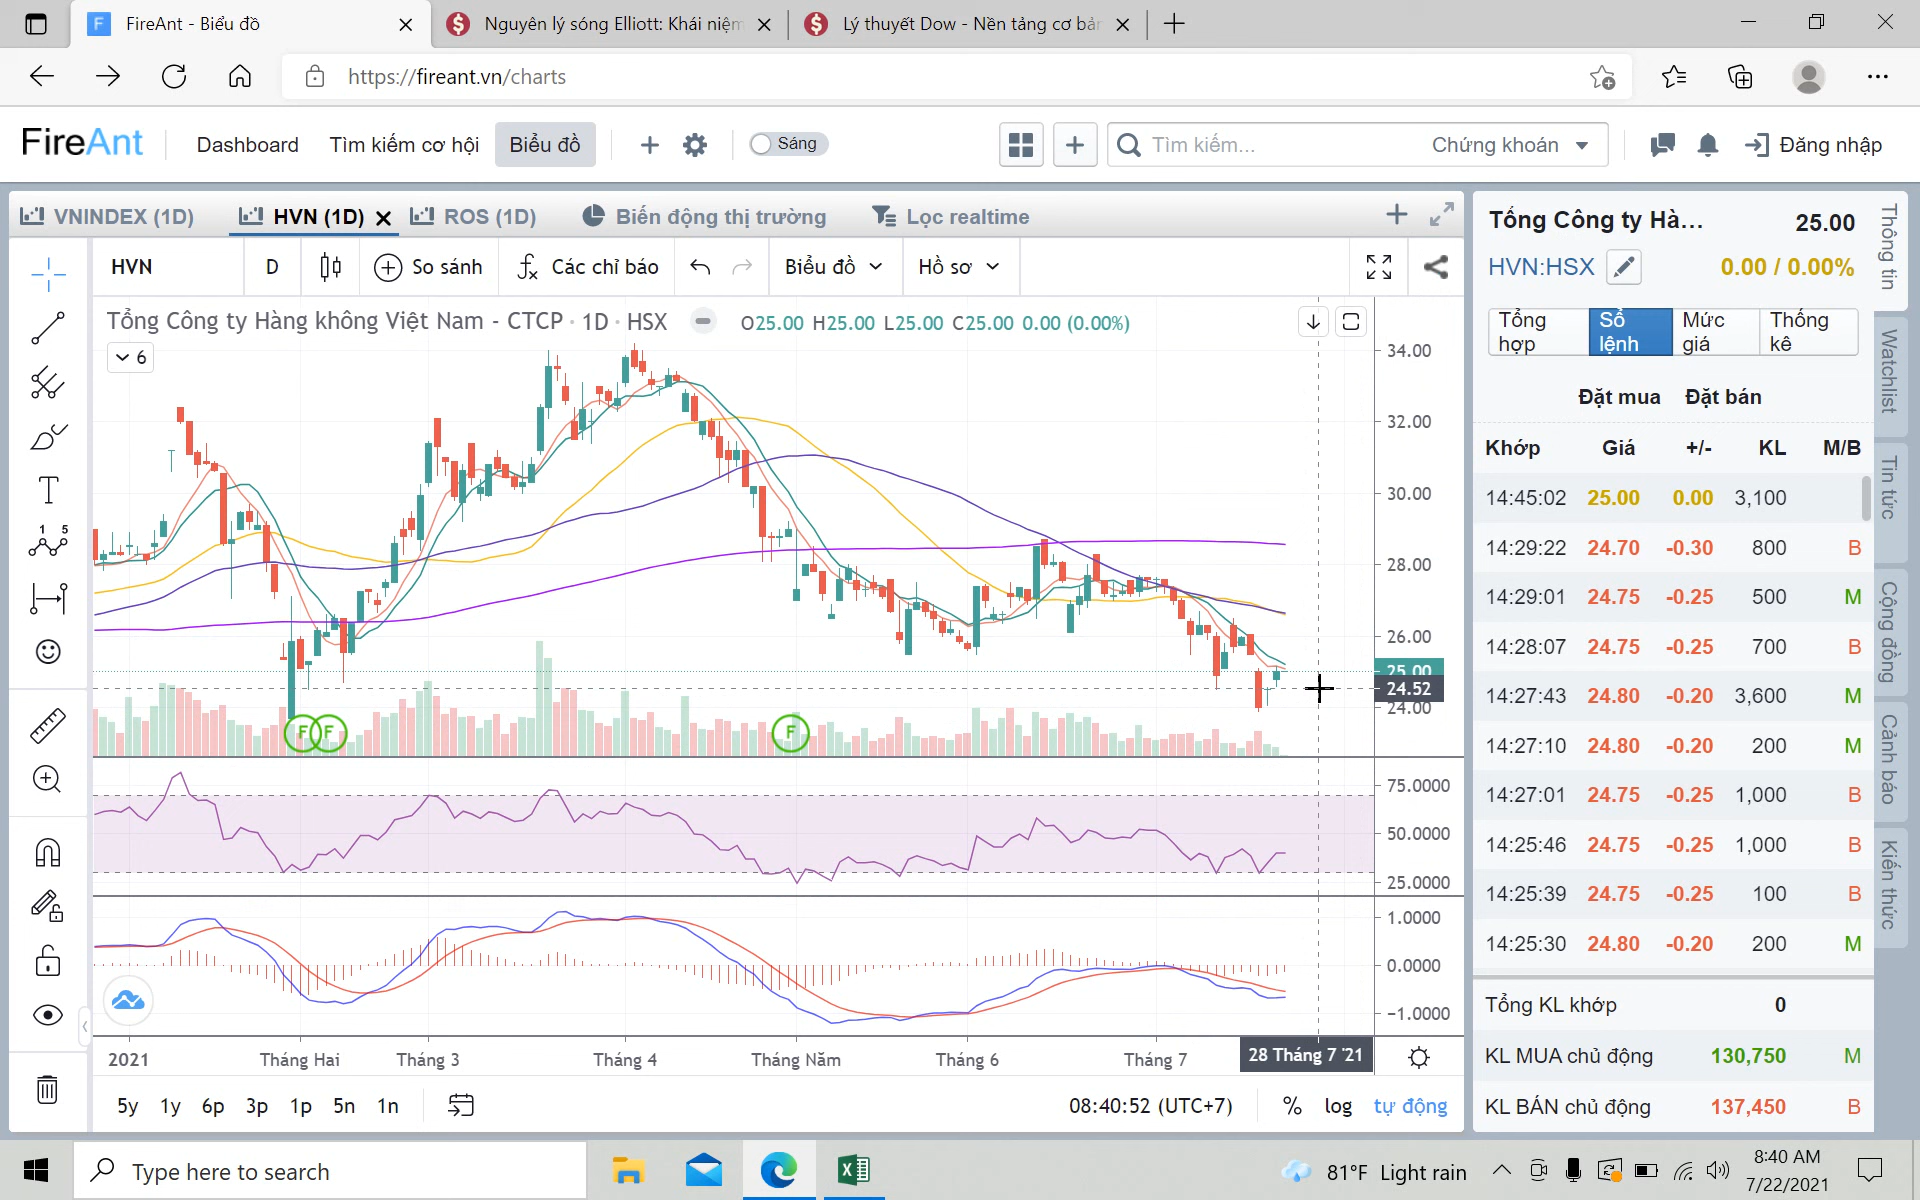 FireAnt - Biểu đồ
Nguyên lý sóng Elliott: Khái niệm
Lý thuyết Dow - Nền tảng cơ bản
https://fireant.vn/charts
FireAnt Dashboard Tìm kiếm cơ hội Biểu đồ Sáng Tìm kiếm... Chứng khoán Đăng nhập
VNINDEX (1D) HVN (1D) ROS (1D) Biến động thị trường Lọc realtime
HVN D So sánh Các chỉ báo Biểu đồ Hồ sơ
Tổng Công ty Hàng không Việt Nam - CTCP · 1D · HSX O25.00 H25.00 L25.00 C25.00 0.00 (0.00%)
6
34.00
32.00
30.00
28.00
26.00
25.00
24.52
24.00
F F F
75.0000
50.0000
25.0000
1.0000
0.0000
−1.0000
2021 Tháng Hai Tháng 3 Tháng 4 Tháng Năm Tháng 6 Tháng 7 28 Tháng 7 '21
5y 1y 6p 3p 1p 5n 1n 08:40:52 (UTC+7) % log tự động
Tổng Công ty Hà... 25.00
HVN:HSX 0.00 / 0.00%
Tổng hợp Sổ lệnh Mức giá Thống kê
Đặt mua Đặt bán
Khớp Giá +/- KL M/B
14:45:02 25.00 0.00 3,100
14:29:22 24.70 -0.30 800 B
14:29:01 24.75 -0.25 500 M
14:28:07 24.75 -0.25 700 B
14:27:43 24.80 -0.20 3,600 M
14:27:10 24.80 -0.20 200 M
14:27:01 24.75 -0.25 1,000 B
14:25:46 24.75 -0.25 1,000 B
14:25:39 24.75 -0.25 100 B
14:25:30 24.80 -0.20 200 M
Tổng KL khớp 0
KL MUA chủ động 130,750 M
KL BÁN chủ động 137,450 B
Thông tin
Watchlist
Tin tức
Cộng đồng
Cảnh báo
Kiến thức
Type here to search
81°F Light rain
8:40 AM
7/22/2021